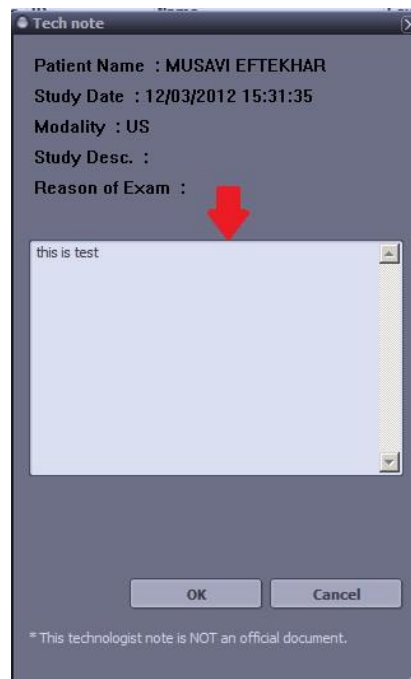 Tech note
Patient Name : MUSAVI EFTEKHAR
Study Date : 12/03/2012 15:31:35
Modality : US
Study Desc. :
Reason of Exam :
this is test
OK Cancel
* This technologist note is NOT an official document.